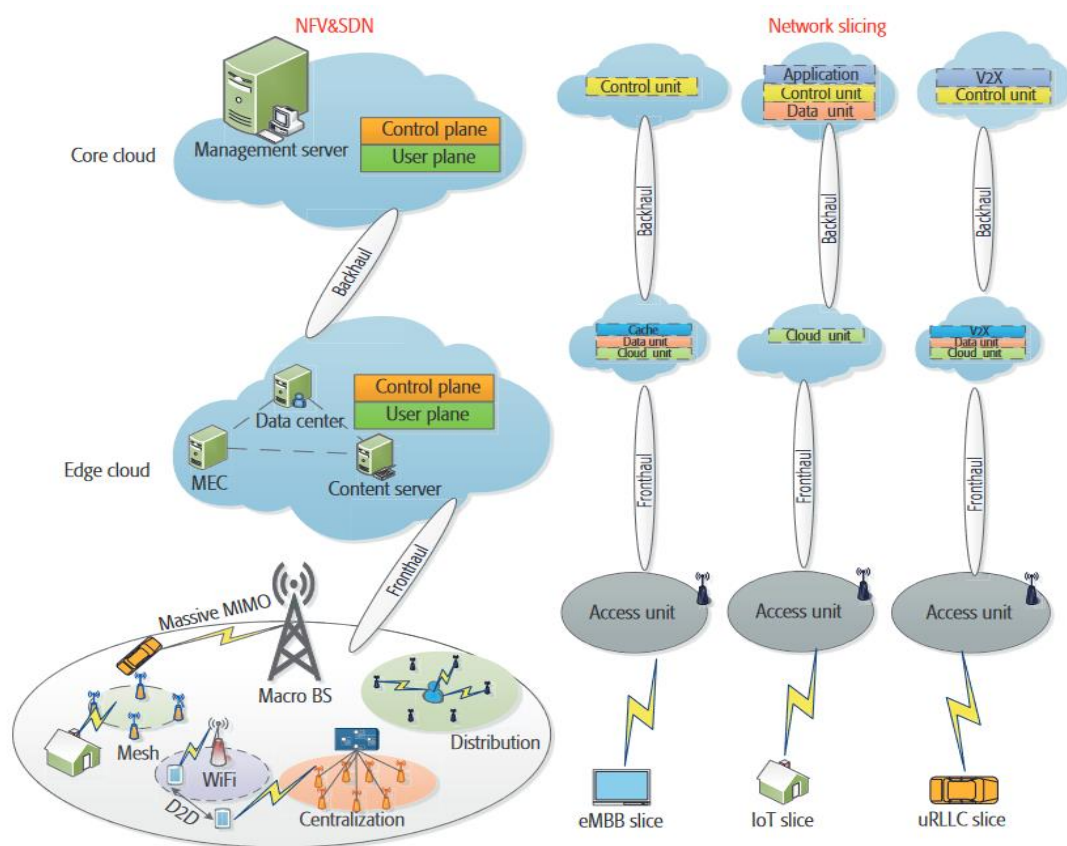 NFV&SDN
Management server
Control plane
User plane
Core cloud
Backhaul
Control plane
User plane
Data center
MEC
Content server
Edge cloud
Fronthaul
Massive MIMO
Macro BS
Mesh
WiFi
D2D
Centralization
Distribution
Network slicing
Control unit
Backhaul
Cache
Data unit
Cloud unit
Fronthaul
Access unit
eMBB slice
Application
Control unit
Data unit
Backhaul
Cloud unit
Fronthaul
Access unit
IoT slice
V2X
Control unit
Backhaul
V2X
Data unit
Cloud unit
Fronthaul
Access unit
uRLLC slice